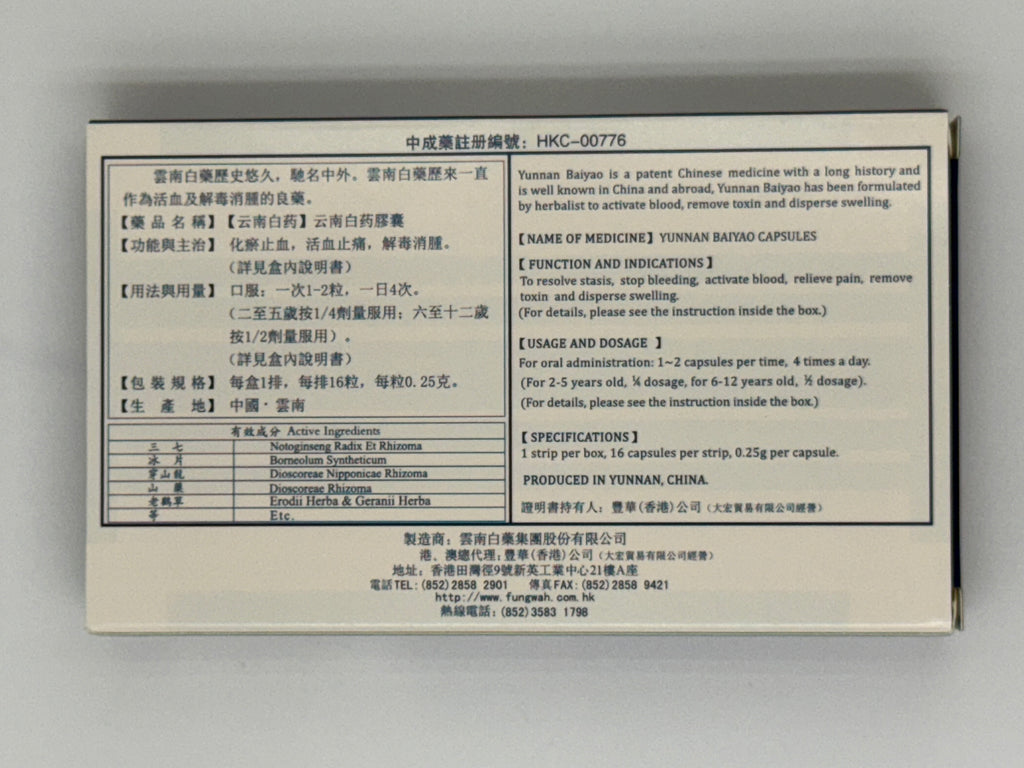 中成藥註册編號：HKC-00776
雲南白藥歷史悠久，馳名中外。雲南白藥歷來一直
作為活血及解毒消腫的良藥。
【藥品名稱】【云南白药】云南白药膠囊
【功能與主治】 化瘀止血，活血止痛，解毒消腫。
（詳見盒內說明書）
【用法與用量】 口服：一次1-2粒，一日4次。
（二至五歲按1/4劑量服用；六至十二歲
按1/2劑量服用）。
（詳見盒內說明書）
【包裝規格】 每盒1排，每排16粒，每粒0.25克。
【生 產 地】 中國·雲南
有效成分 Active Ingredients
三 七 Notoginseng Radix Et Rhizoma
冰 片 Borneolum Syntheticum
穿山龍 Dioscoreae Nipponicae Rhizoma
山 藥 Dioscoreae Rhizoma
老鸛草 Erodii Herba & Geranii Herba
等 Etc.
Yunnan Baiyao is a patent Chinese medicine with a long history and
is well known in China and abroad, Yunnan Baiyao has been formulated
by herbalist to activate blood, remove toxin and disperse swelling.
【NAME OF MEDICINE】YUNNAN BAIYAO CAPSULES
【FUNCTION AND INDICATIONS】
To resolve stasis, stop bleeding, activate blood, relieve pain, remove
toxin and disperse swelling.
(For details, please see the instruction inside the box.)
【USAGE AND DOSAGE 】
For oral administration: 1~2 capsules per time, 4 times a day.
(For 2-5 years old, ¼ dosage, for 6-12 years old, ½ dosage).
(For details, please see the instruction inside the box.)
【SPECIFICATIONS】
1 strip per box, 16 capsules per strip, 0.25g per capsule.
PRODUCED IN YUNNAN, CHINA.
證明書持有人：豐華(香港)公司（大宏貿易有限公司經營）
製造商：雲南白藥集團股份有限公司
港、澳總代理：豐華(香港)公司（大宏貿易有限公司經營）
地址：香港田灣徑9號新英工業中心21樓A座
電話TEL：(852)2858 2901 傳真FAX：(852)2858 9421
http://www.fungwah.com.hk
熱線電話：(852)3583 1798